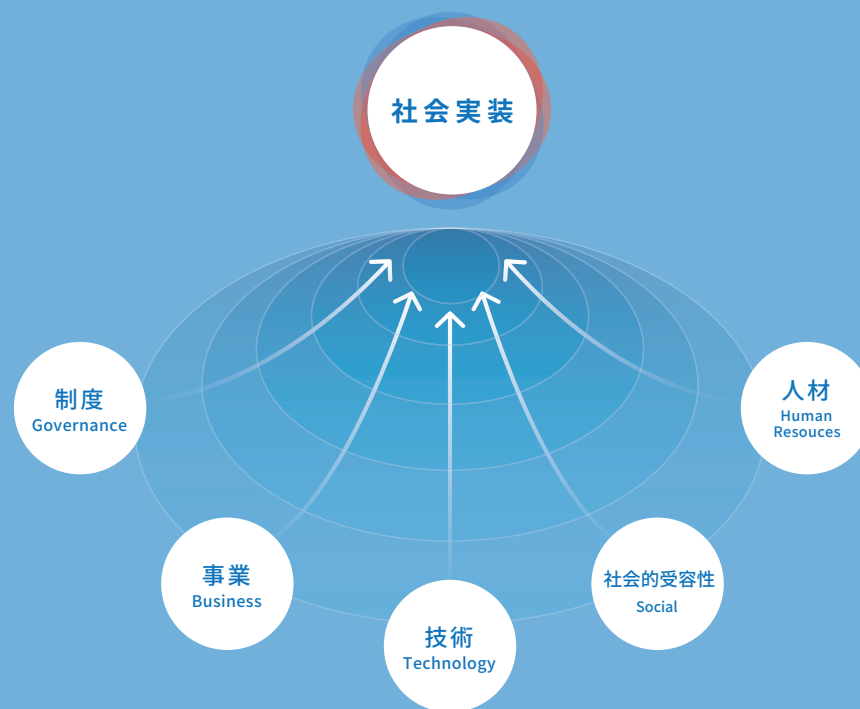 社会実装
制度
Governance
人材
Human
Resouces
事業
Business
社会的受容性
Social
技術
Technology